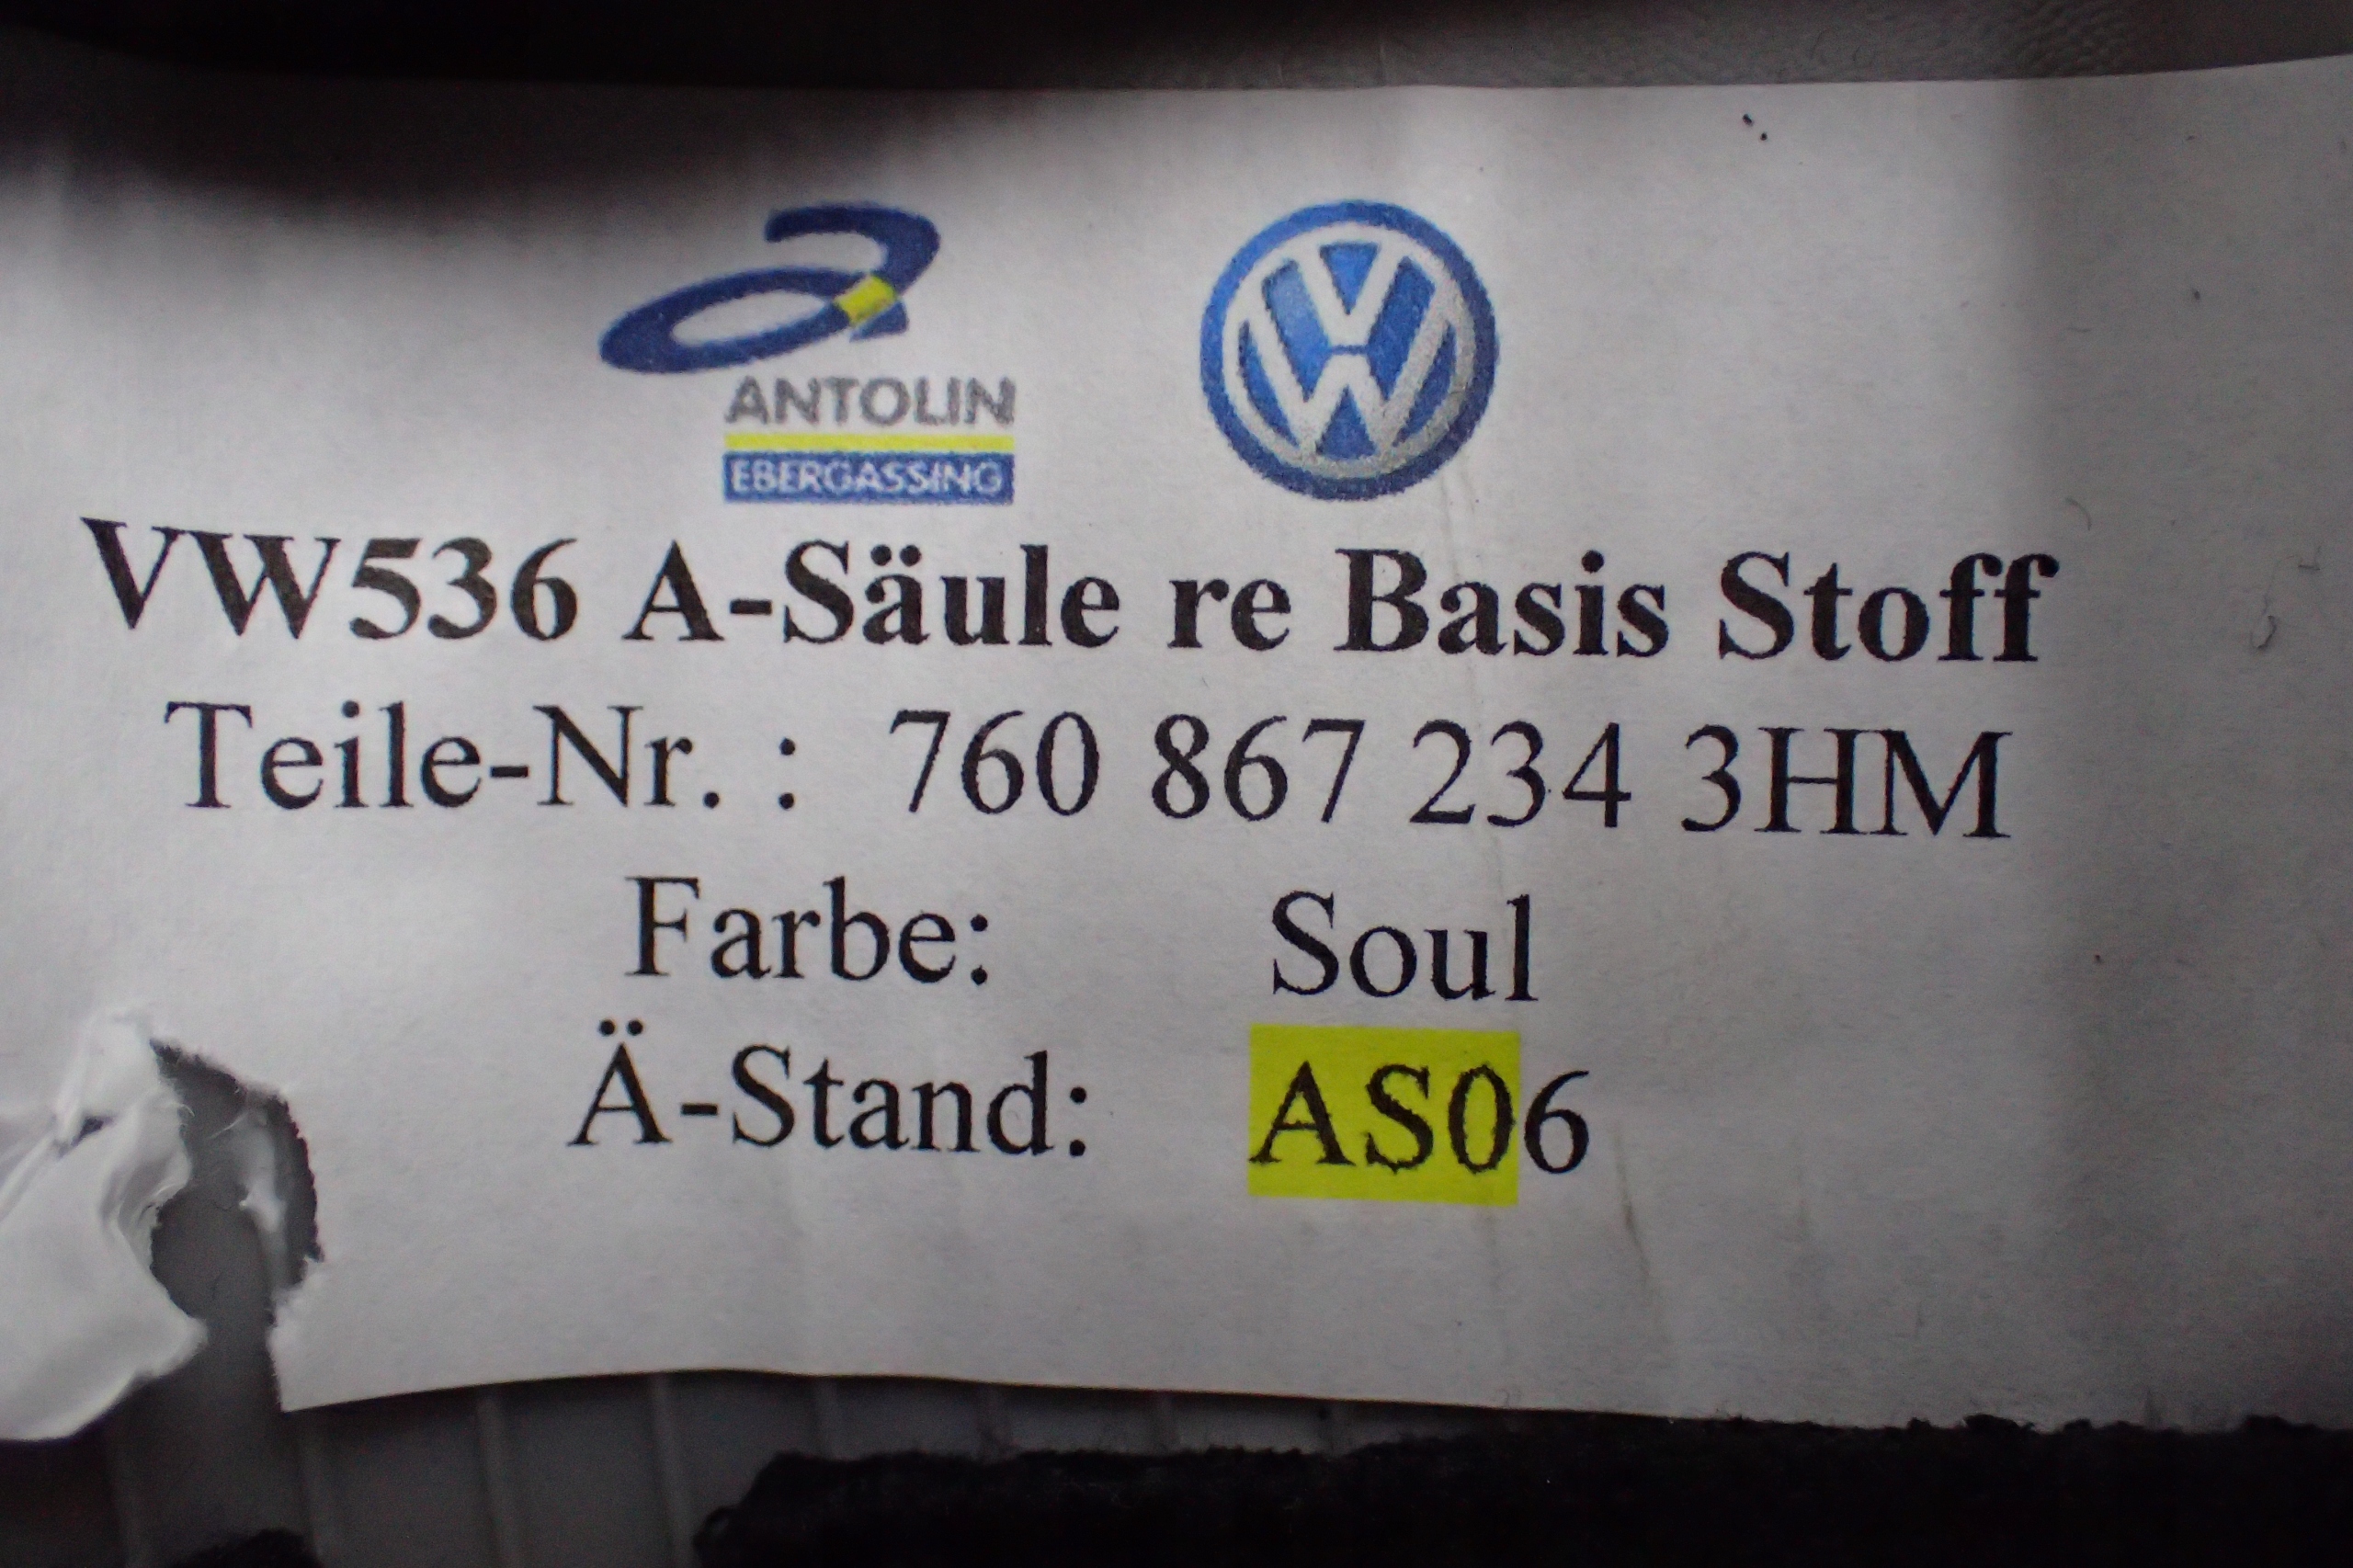 ANTOLIN
EBERGASSING
VW536 A-Säule re Basis Stoff
Teile-Nr. : 760 867 234 3HM
Farbe: Soul
Ä-Stand: AS06